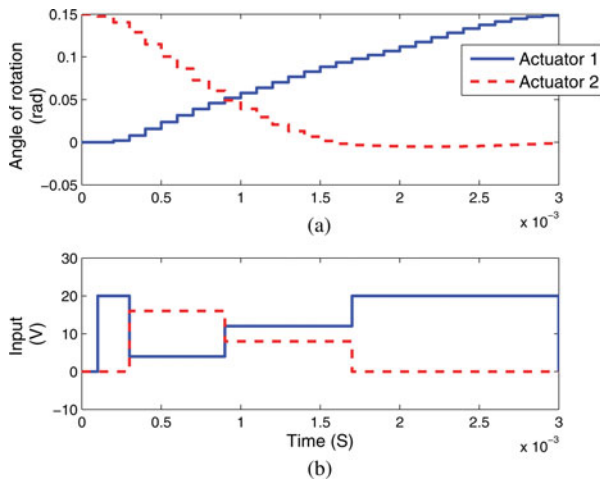 0.15
0.1
0.05
0
−0.05
Angle of rotation
(rad)
Actuator 1
Actuator 2
0 0.5 1 1.5 2 2.5 3
x 10⁻³
(a)
30
20
10
0
−10
Input
(V)
0 0.5 1 1.5 2 2.5 3
Time (S)
x 10⁻³
(b)